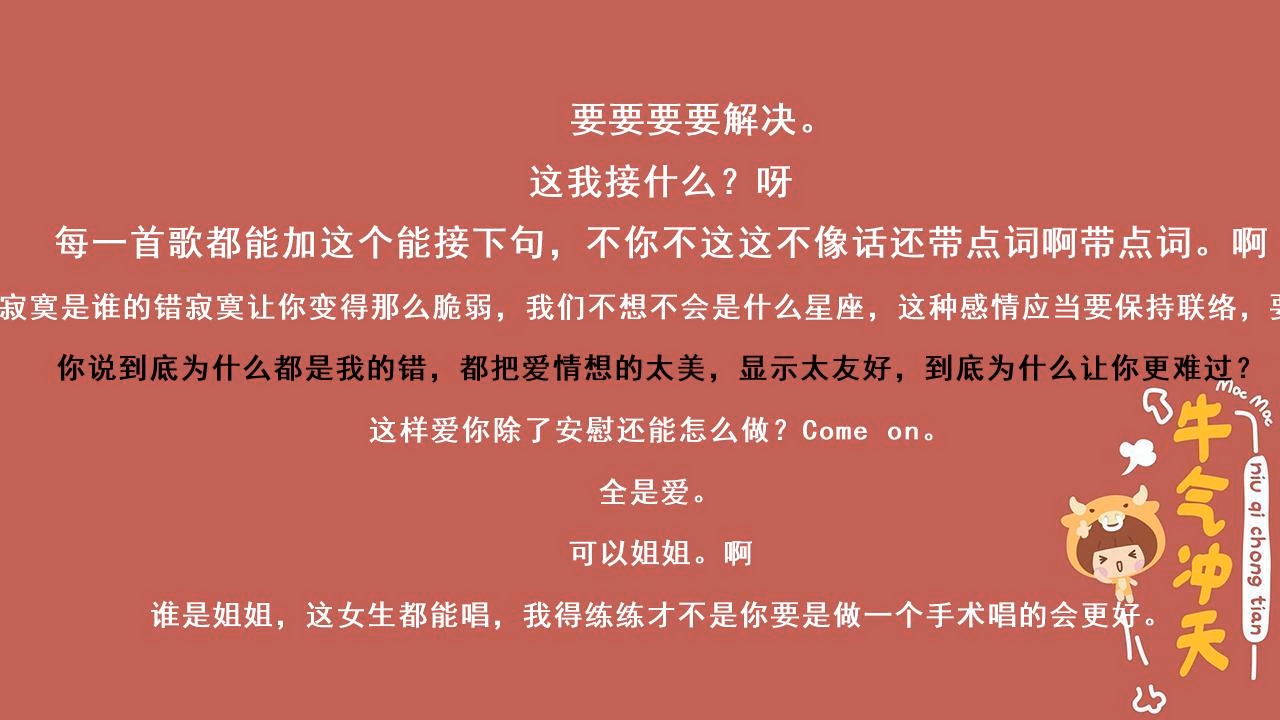 要要要要解决。
这我接什么？呀
每一首歌都能加这个能接下句，不你不这这不像话还带点词啊带点词。啊
寂寞是谁的错寂寞让你变得那么脆弱，我们不想不会是什么星座，这种感情应当要保持联络，要
你说到底为什么都是我的错，都把爱情想的太美，显示太友好，到底为什么让你更难过？
这样爱你除了安慰还能怎么做？Come on。
全是爱。
可以姐姐。啊
谁是姐姐，这女生都能唱，我得练练才不是你要是做一个手术唱的会更好。
Moc Moc
牛气冲天
niu qi chong tian